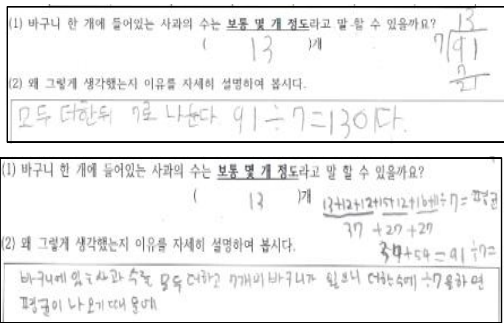 (1) 바구니 한 개에 들어있는 사과의 수는 보통 몇 개 정도라고 말 할 수 있을까요?
( 13 )개
13
7)91
7
21
(2) 왜 그렇게 생각했는지 이유를 자세히 설명하여 봅시다.
모두 더한뒤 7로 나눈다. 91÷7=13이다.
(1) 바구니 한 개에 들어있는 사과의 수는 보통 몇 개 정도라고 말 할 수 있을까요?
( 13 )개 13+12+12+15+12+16+11÷7=평균
37 +27 +27
(2) 왜 그렇게 생각했는지 이유를 자세히 설명하여 봅시다.
37+54=91÷7=
바구니에 있는 사과 수를 모두 더하고 7개의 바구니가 있으니 더한수에 ÷7을 하면
평균이 나오기 때문에